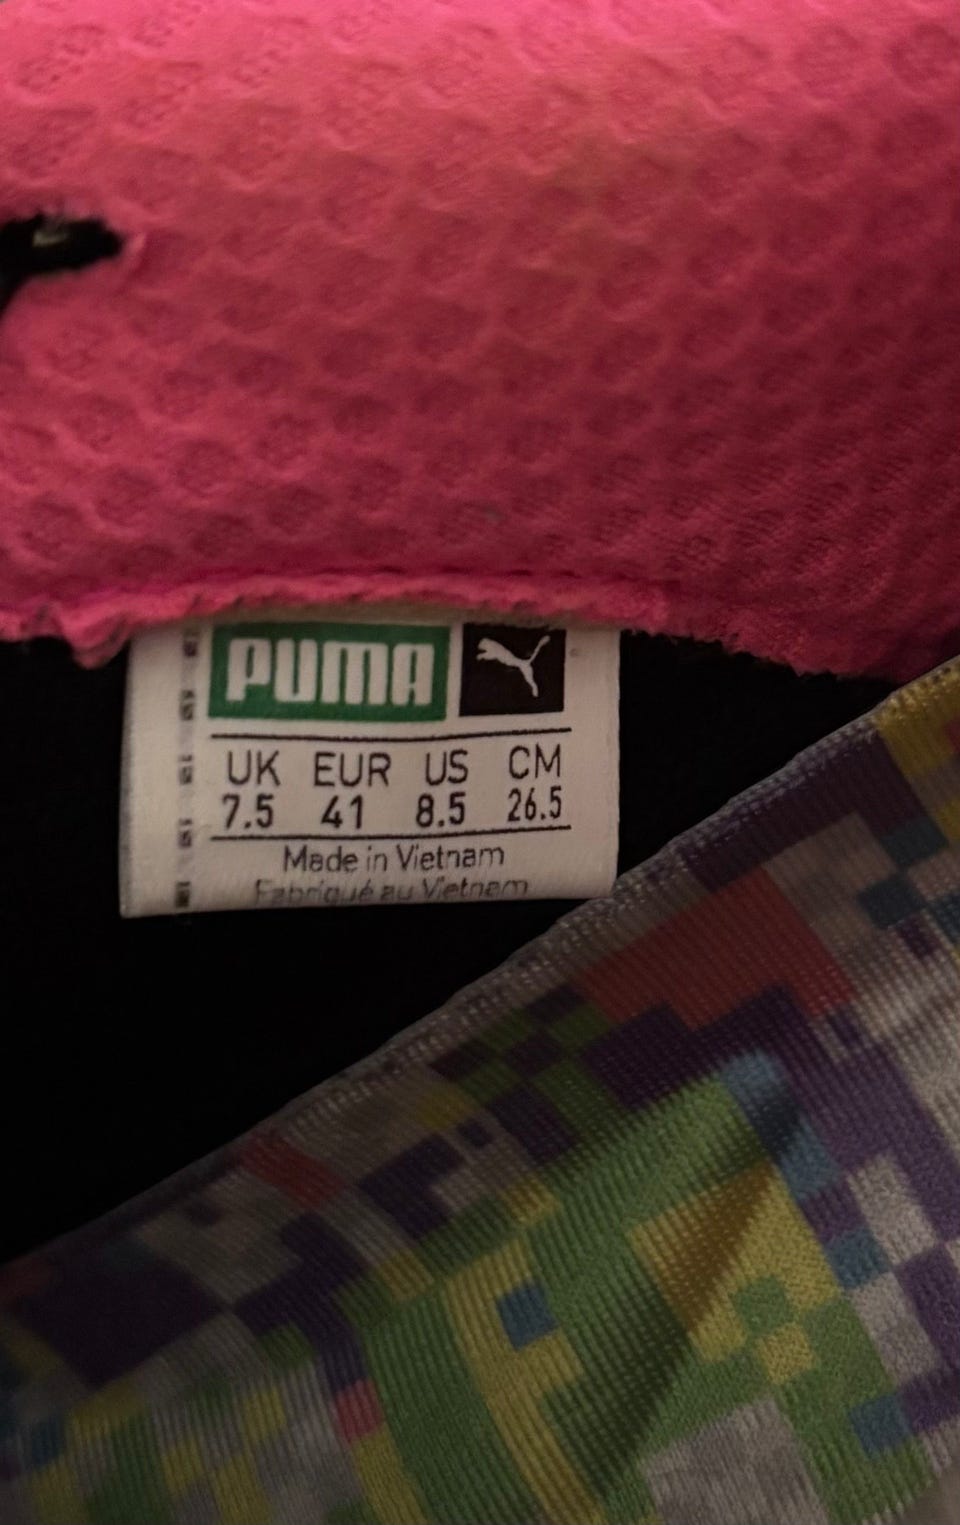 PUMA
UK EUR US CM
7.5 41 8.5 26.5
Made in Vietnam
Fabriqué au Vietnam